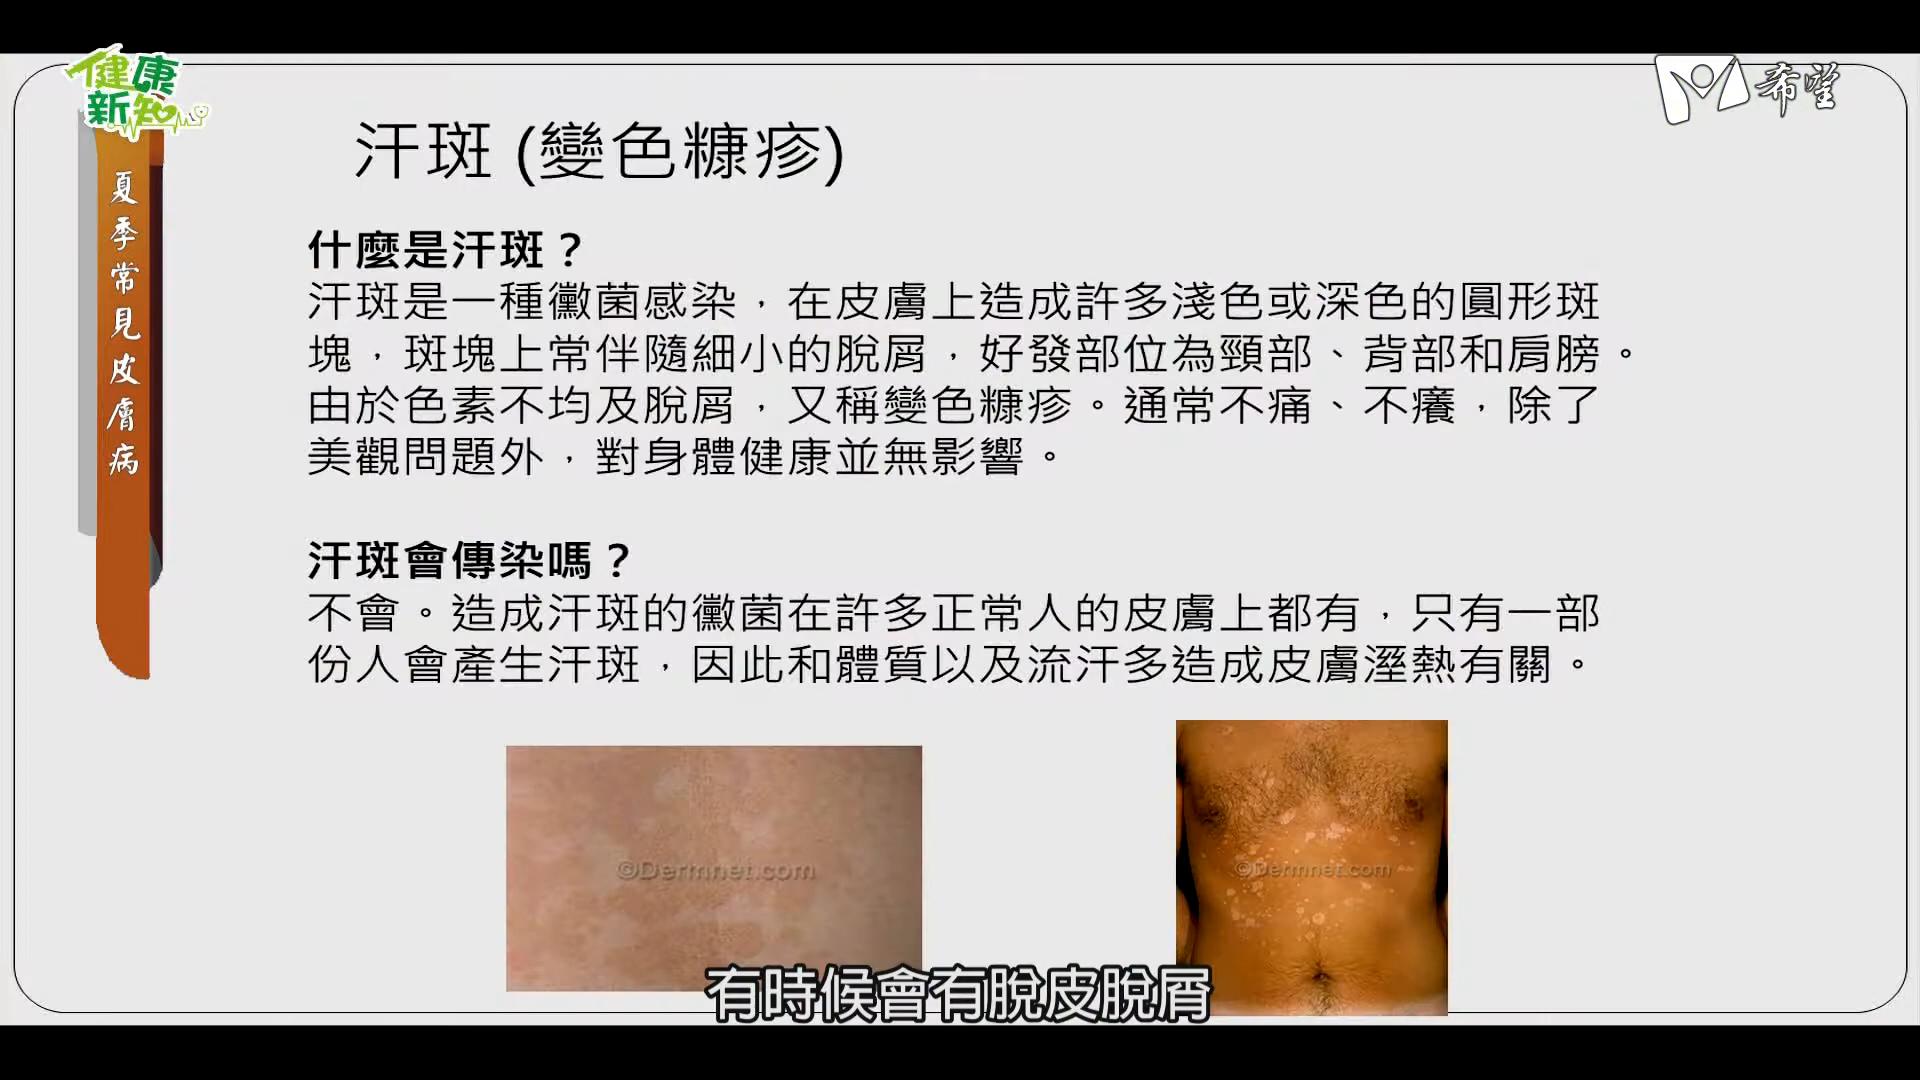 健康
新知
希望
夏季常見皮膚病
汗斑 (變色糠疹)
什麼是汗斑？
汗斑是一種黴菌感染，在皮膚上造成許多淺色或深色的圓形斑
塊，斑塊上常伴隨細小的脫屑，好發部位為頸部、背部和肩膀。
由於色素不均及脫屑，又稱變色糠疹。通常不痛、不癢，除了
美觀問題外，對身體健康並無影響。
汗斑會傳染嗎？
不會。造成汗斑的黴菌在許多正常人的皮膚上都有，只有一部
份人會產生汗斑，因此和體質以及流汗多造成皮膚溼熱有關。
©Dermnet.com
©Dermnet.com
有時候會有脫皮脫屑